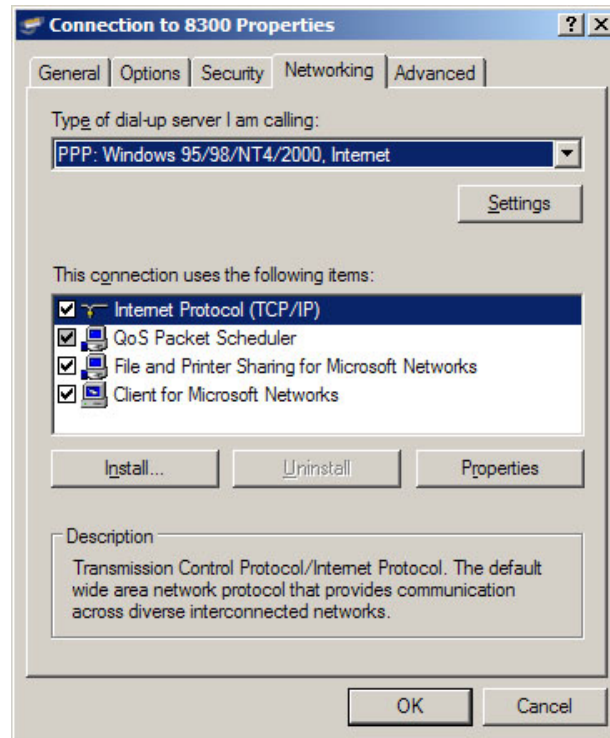 Connection to 8300 Properties
General Options Security Networking Advanced
Type of dial-up server I am calling:
PPP: Windows 95/98/NT4/2000, Internet
Settings
This connection uses the following items:
Internet Protocol (TCP/IP)
QoS Packet Scheduler
File and Printer Sharing for Microsoft Networks
Client for Microsoft Networks
Install... Uninstall Properties
Description
Transmission Control Protocol/Internet Protocol. The default
wide area network protocol that provides communication
across diverse interconnected networks.
OK Cancel